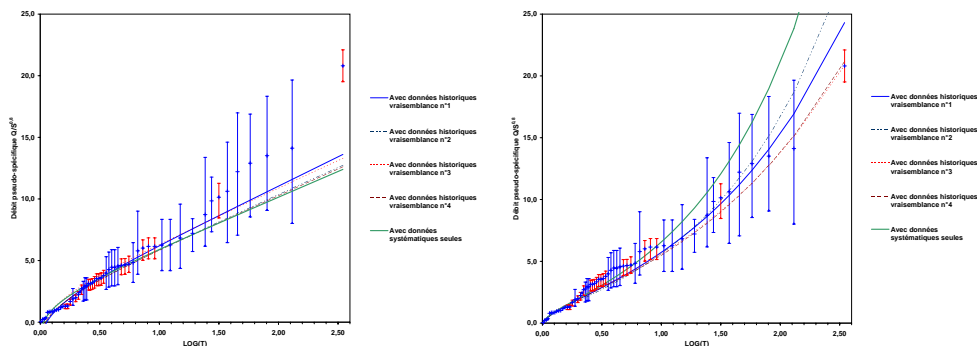 25,0
20,0
15,0
10,0
5,0
0,0
Débit pseudo-spécifique Q/S^0,8
0,00 0,50 1,00 1,50 2,00 2,50
LOG(T)
Avec données historiques
vraisemblance n°1
Avec données historiques
vraisemblance n°2
Avec données historiques
vraisemblance n°3
Avec données historiques
vraisemblance n°4
Avec données
systématiques seules
25,0
20,0
15,0
10,0
5,0
0,0
Débit pseudo-spécifique Q/S^0,8
0,00 0,50 1,00 1,50 2,00 2,50
LOG(T)
Avec données historiques
vraisemblance n°1
Avec données historiques
vraisemblance n°2
Avec données historiques
vraisemblance n°3
Avec données historiques
vraisemblance n°4
Avec données
systématiques seules